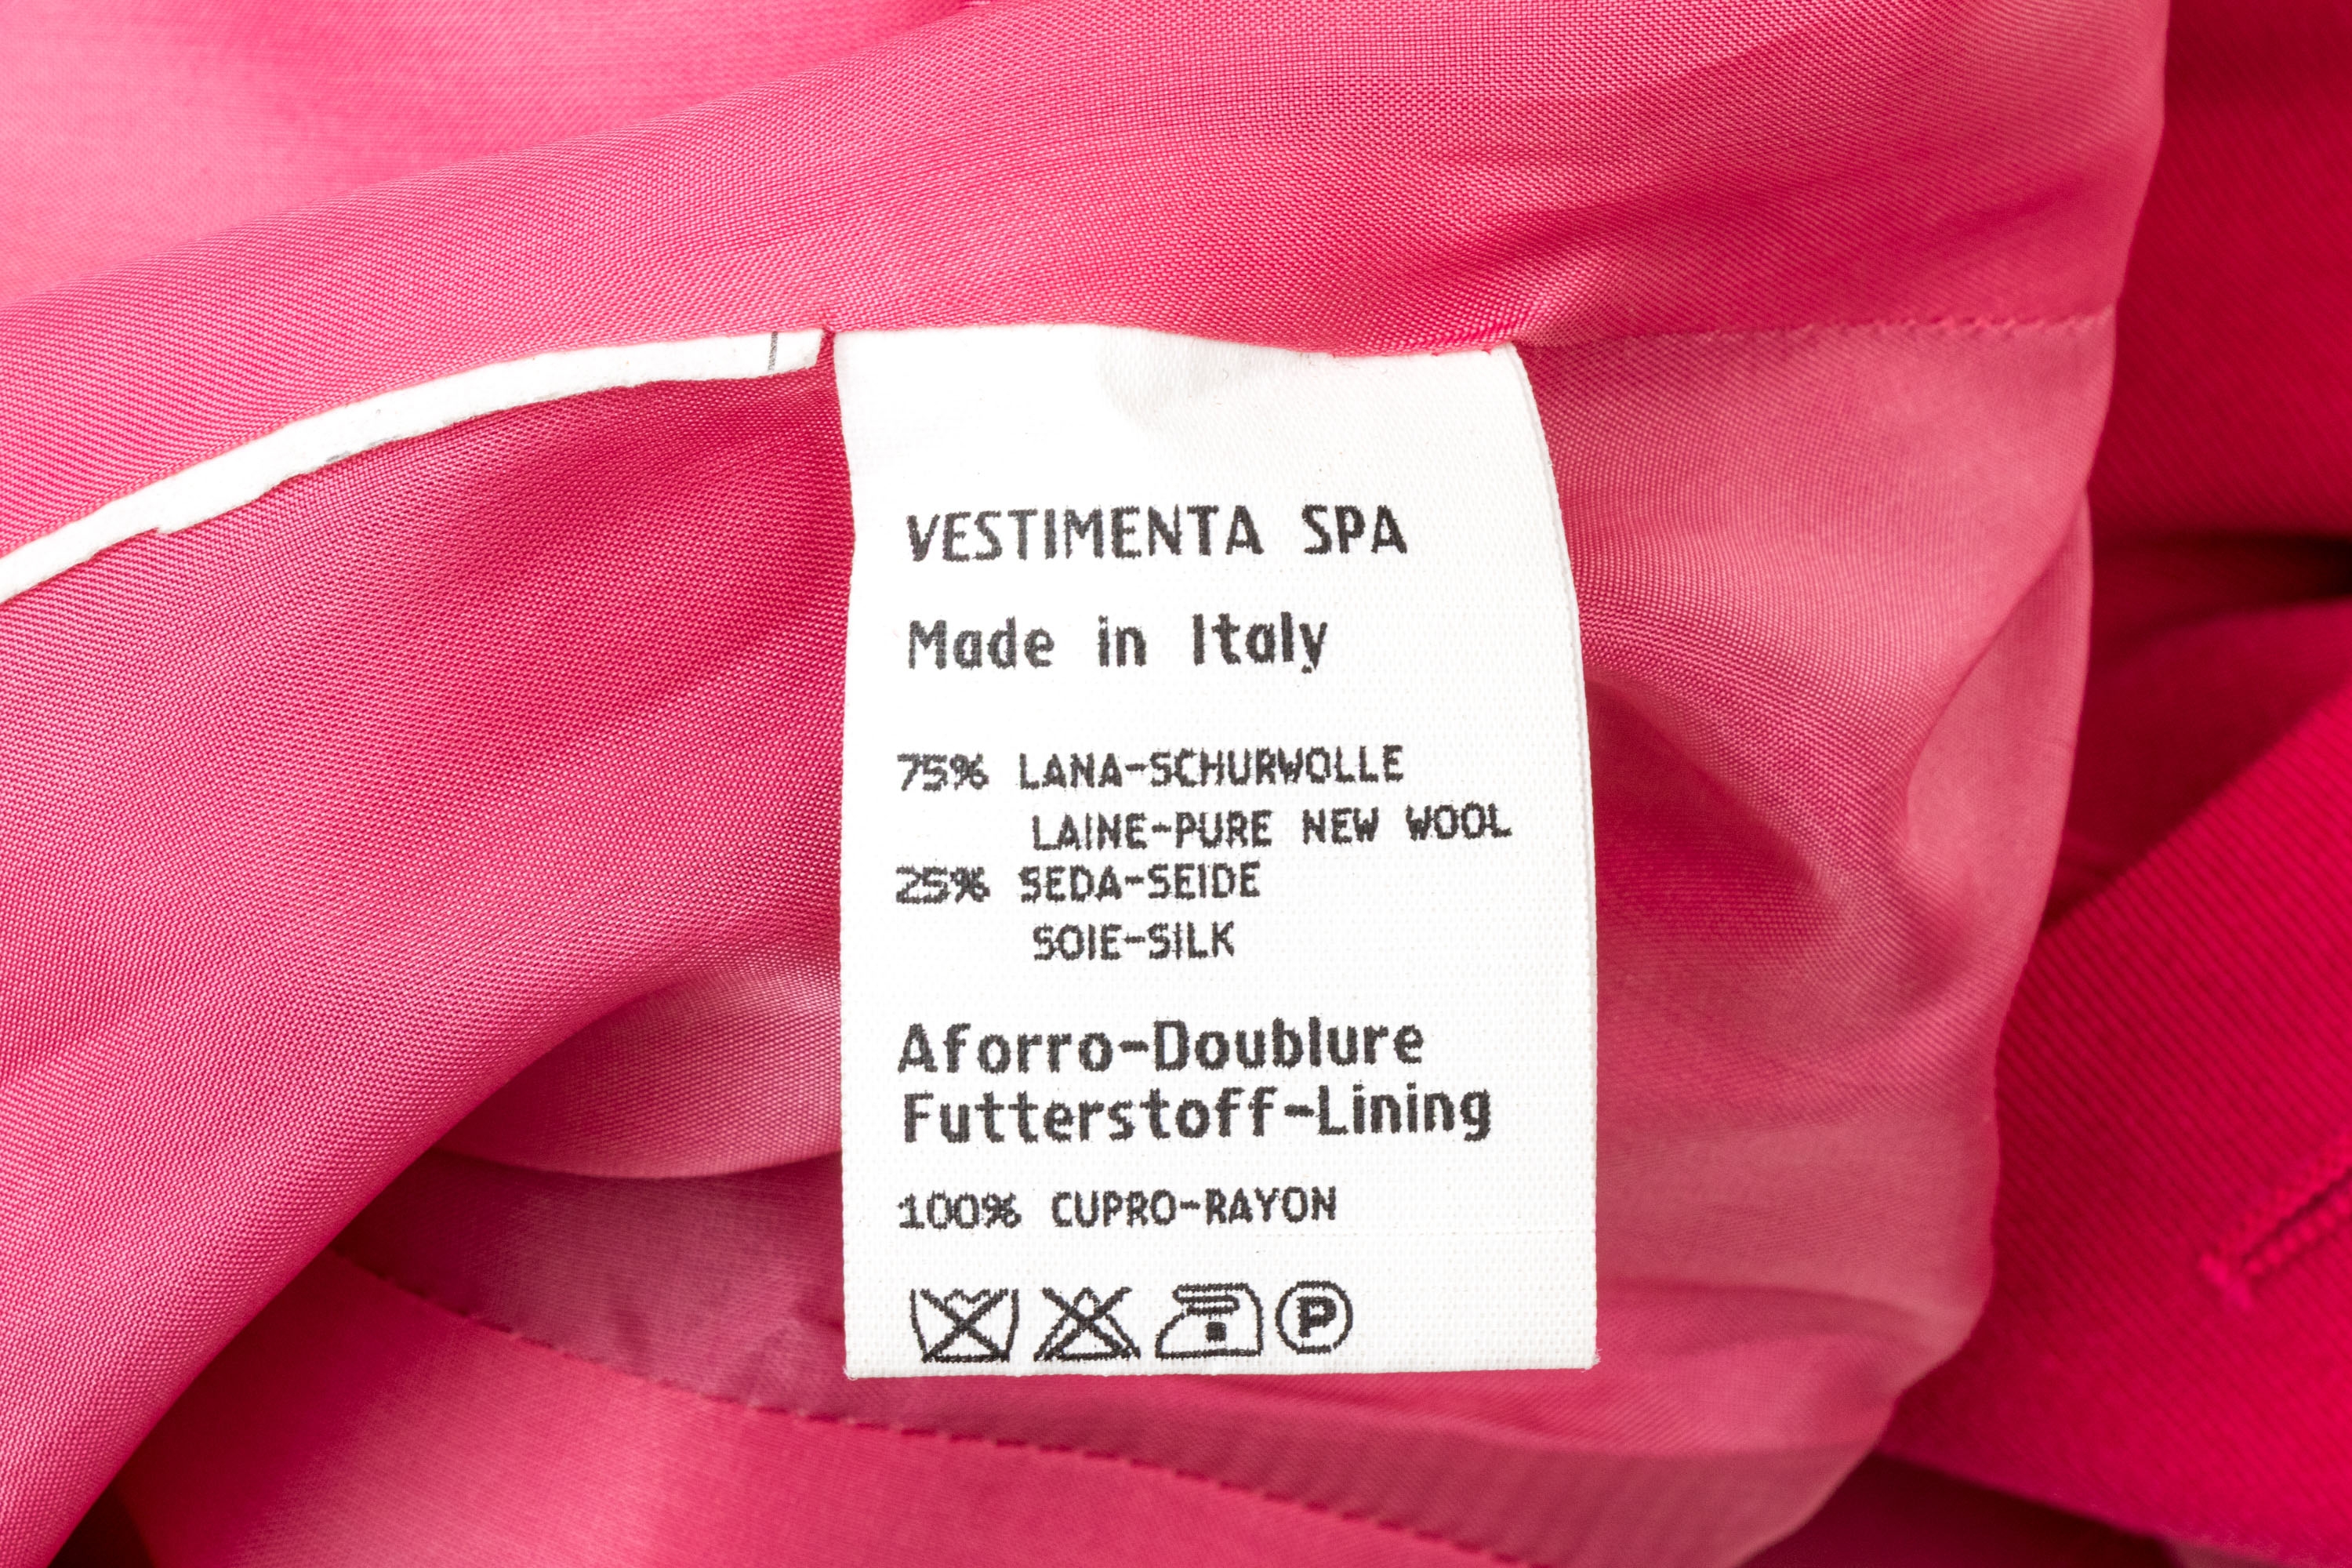 VESTIMENTA SPA
Made in Italy
75% LANA-SCHURWOLLE
LAINE-PURE NEW WOOL
25% SEDA-SEIDE
SOIE-SILK
Aforro-Doublure
Futterstoff-Lining
100% CUPRO-RAYON
P